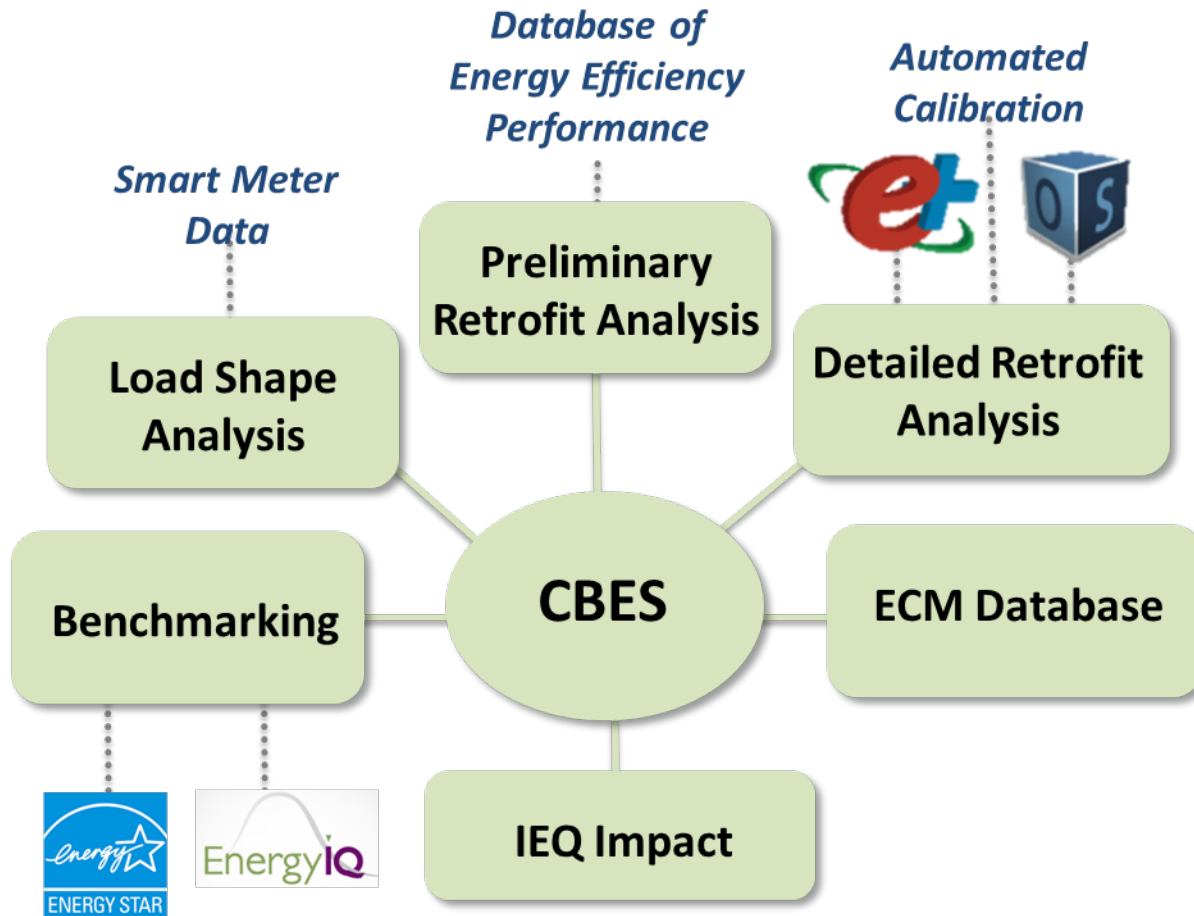 Database of
Energy Efficiency
Performance
Automated
Calibration
Smart Meter
Data
e+
O S
Preliminary
Retrofit Analysis
Load Shape
Analysis
Detailed Retrofit
Analysis
CBES
Benchmarking
ECM Database
IEQ Impact
energy
ENERGY STAR
EnergyIQ